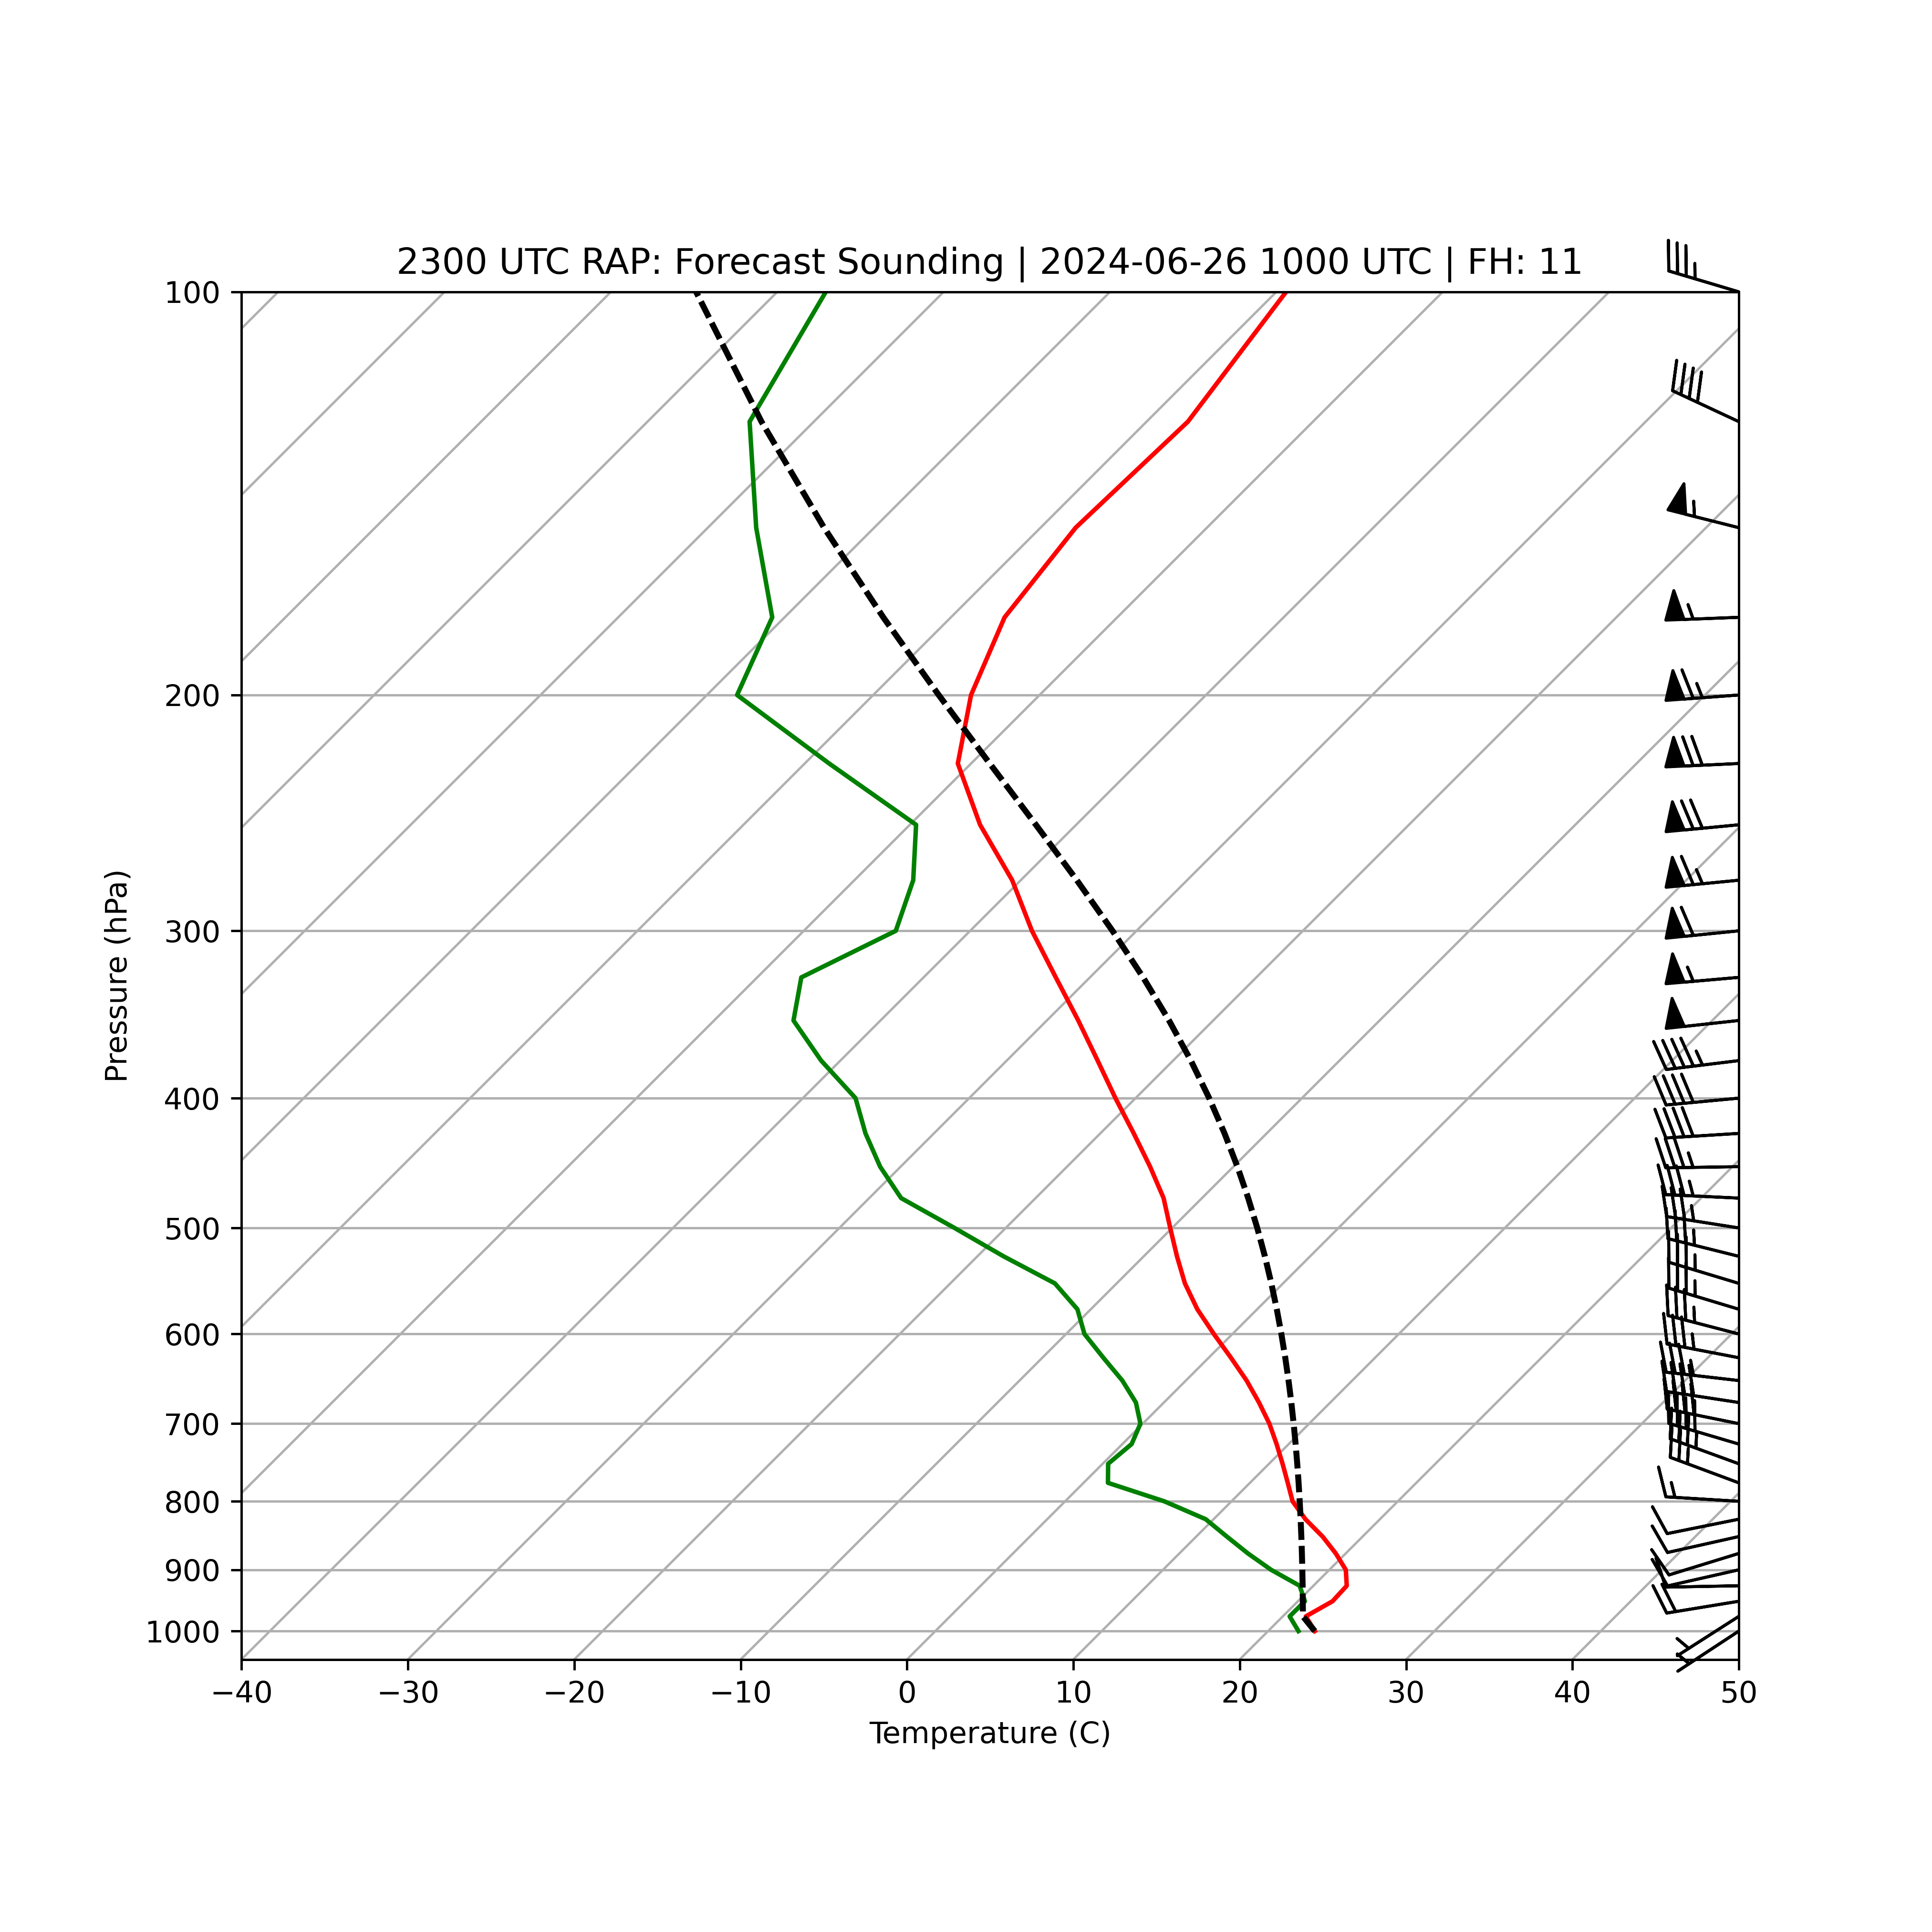 2300 UTC RAP: Forecast Sounding | 2024-06-26 1000 UTC | FH: 11
100
200
300
400
500
600
700
800
900
1000
Pressure (hPa)
−40 −30 −20 −10 0 10 20 30 40 50
Temperature (C)